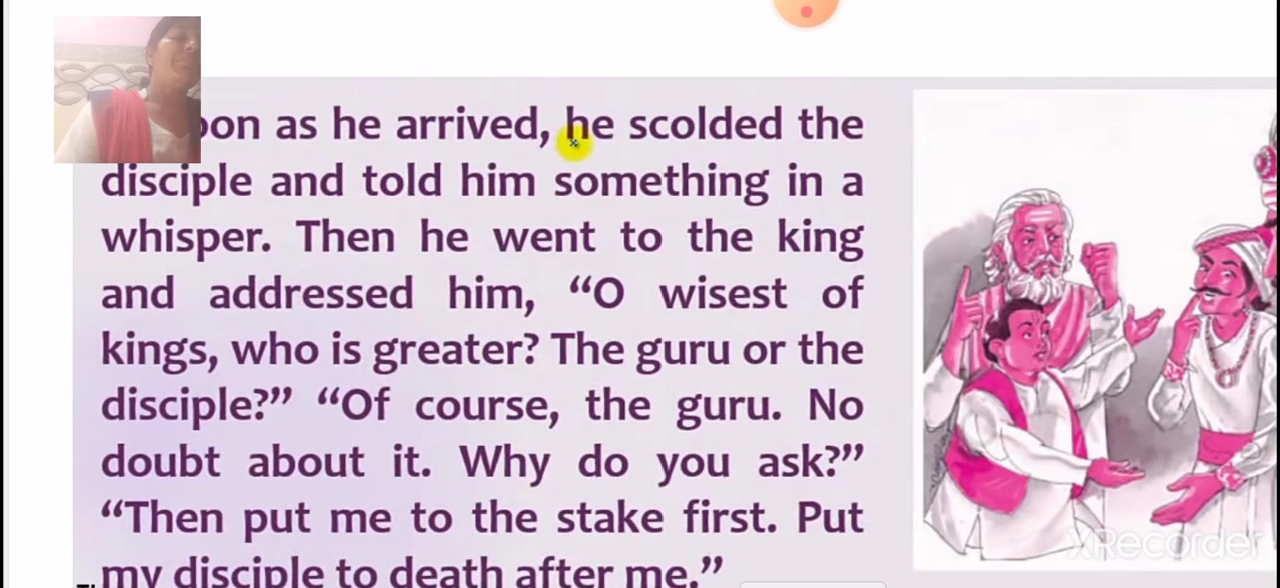 as he arrived, he scolded the
disciple and told him something in a
whisper. Then he went to the king
and addressed him, “O wisest of
kings, who is greater? The guru or the
disciple?” “Of course, the guru. No
doubt about it. Why do you ask?”
“Then put me to the stake first. Put
my disciple to death after me.”
XRecorder